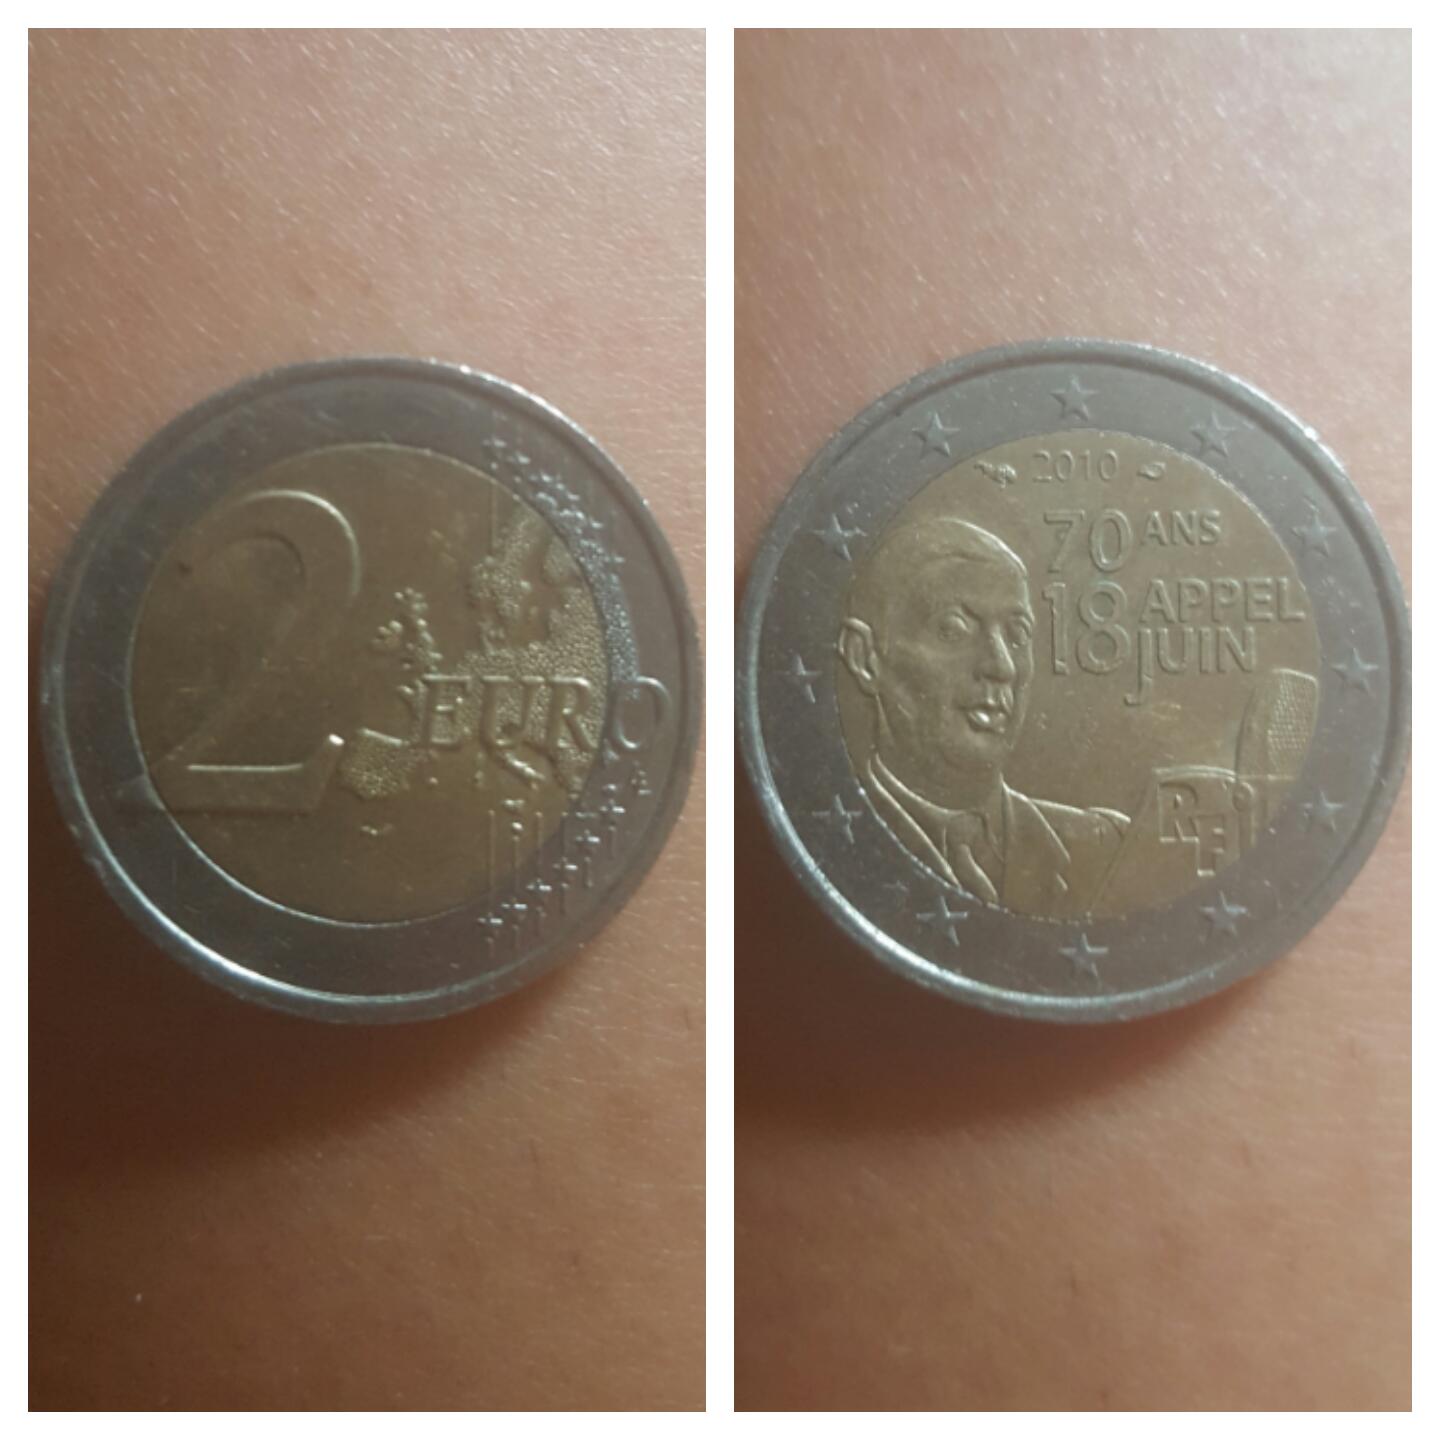 2
EURO
2010
70 ANS
18 APPEL
JUIN
RF